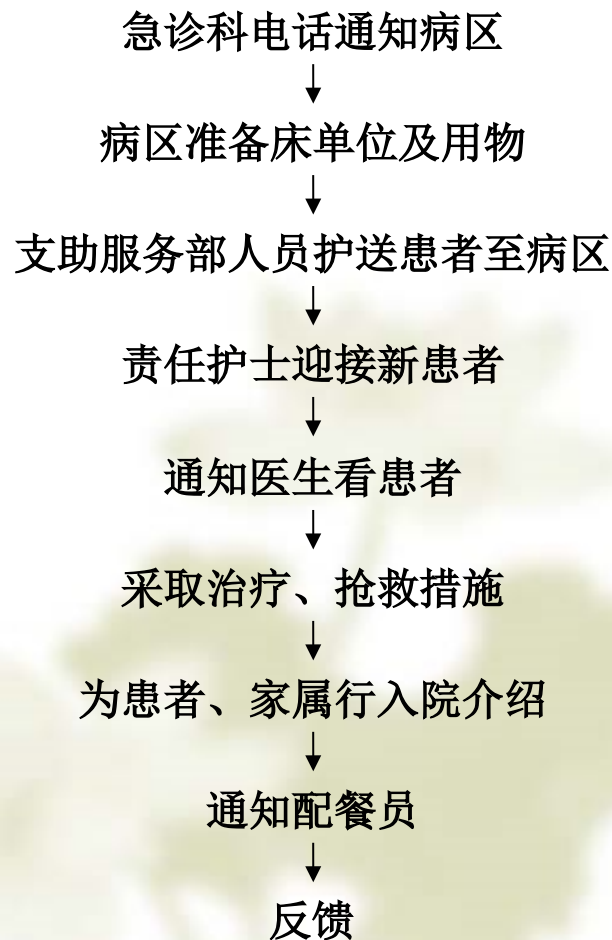 急诊科电话通知病区
↓
病区准备床单位及用物
↓
支助服务部人员护送患者至病区
↓
责任护士迎接新患者
↓
通知医生看患者
↓
采取治疗、抢救措施
↓
为患者、家属行入院介绍
↓
通知配餐员
↓
反馈